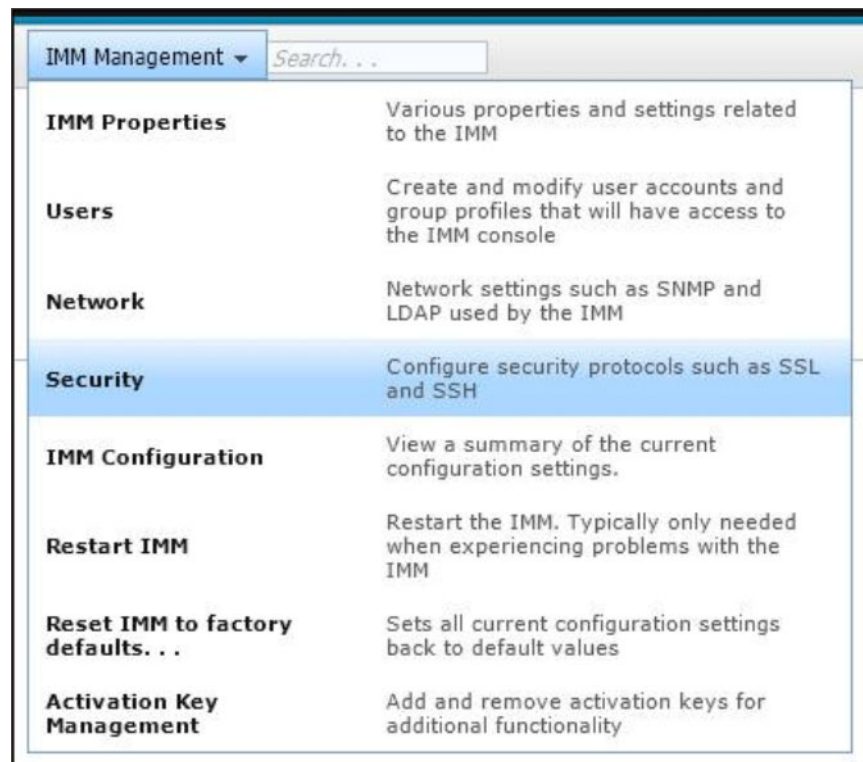 IMM Management
Search. . .
IMM Properties
Various properties and settings related
to the IMM
Users
Create and modify user accounts and
group profiles that will have access to
the IMM console
Network
Network settings such as SNMP and
LDAP used by the IMM
Security
Configure security protocols such as SSL
and SSH
IMM Configuration
View a summary of the current
configuration settings.
Restart IMM
Restart the IMM. Typically only needed
when experiencing problems with the
IMM
Reset IMM to factory
defaults. . .
Sets all current configuration settings
back to default values
Activation Key
Management
Add and remove activation keys for
additional functionality